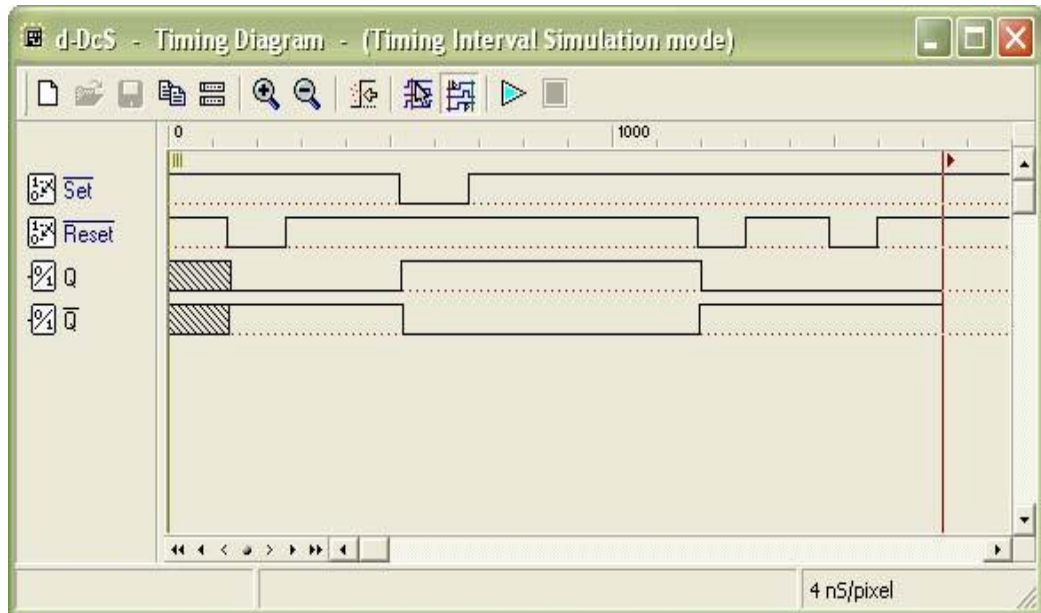 d-DcS - Timing Diagram - (Timing Interval Simulation mode)
0 1000
Set
Reset
Q
Q
4 nS/pixel